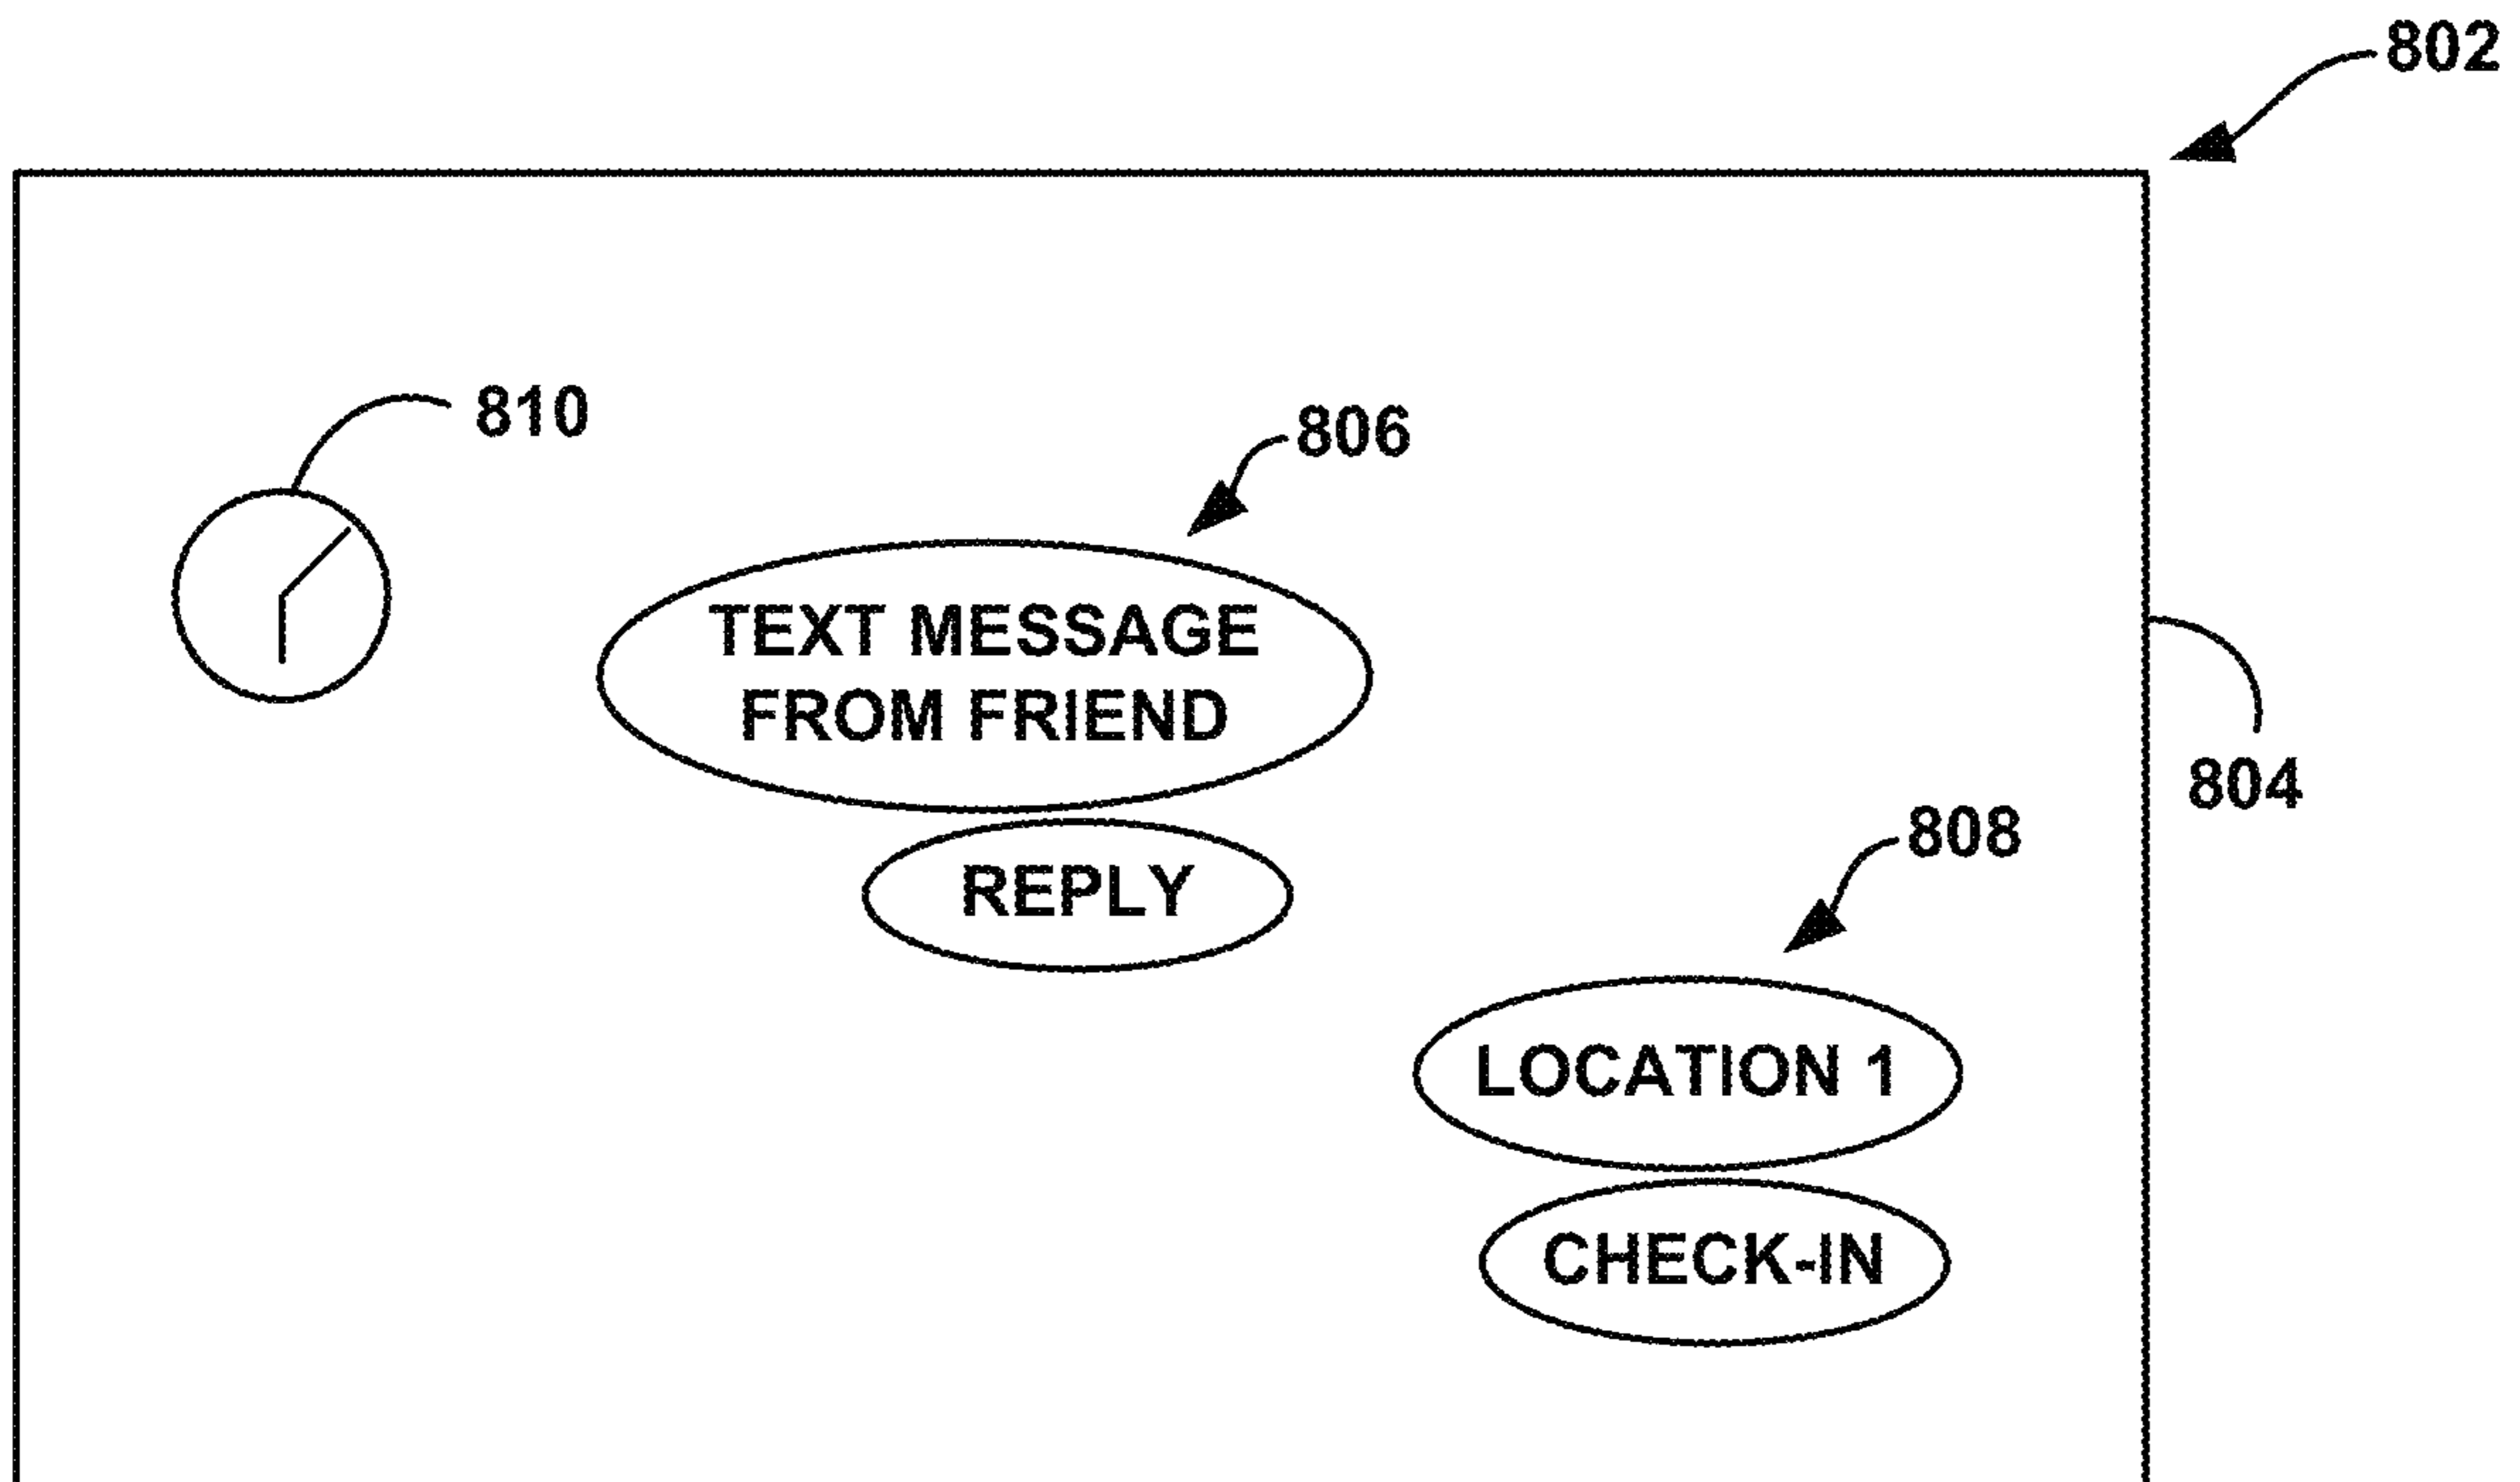 802
810
806
TEXT MESSAGE
FROM FRIEND
804
808
REPLY
LOCATION 1
CHECK-IN